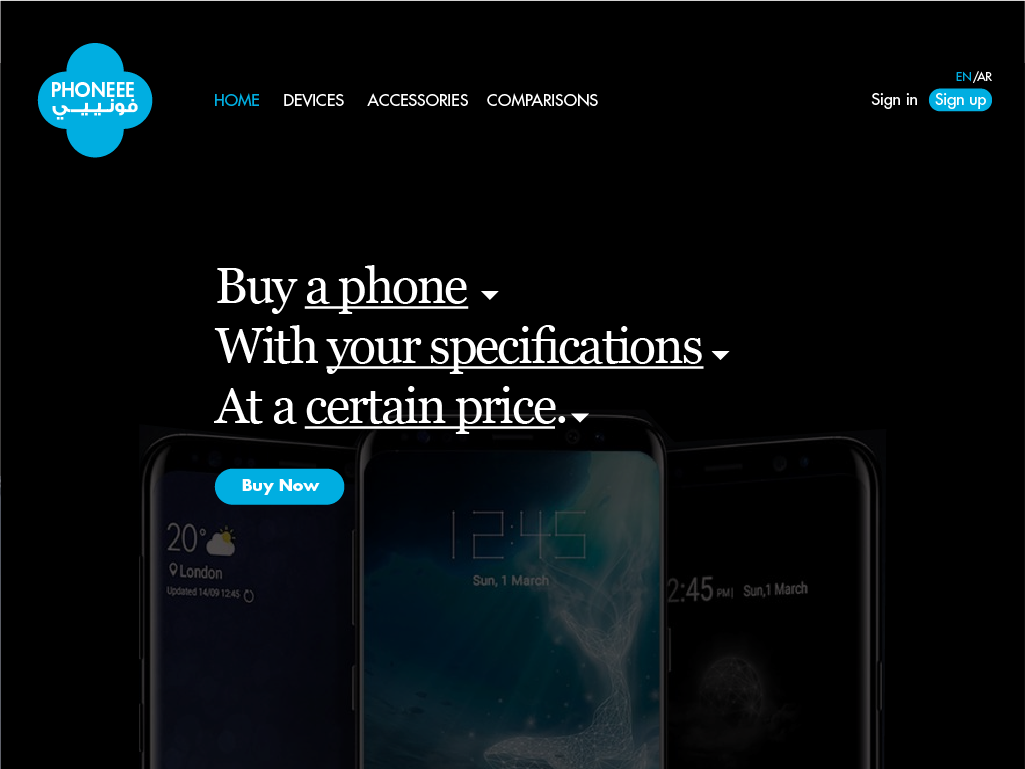 PHONEEE
فونييي
HOME DEVICES ACCESSORIES COMPARISONS
EN/AR
Sign in Sign up
Buy a phone
With your specifications
At a certain price.
Buy Now
20°
London
Updated 14/09 12:45
12:45
Sun, 1 March
2:45 PM| Sun,1 March